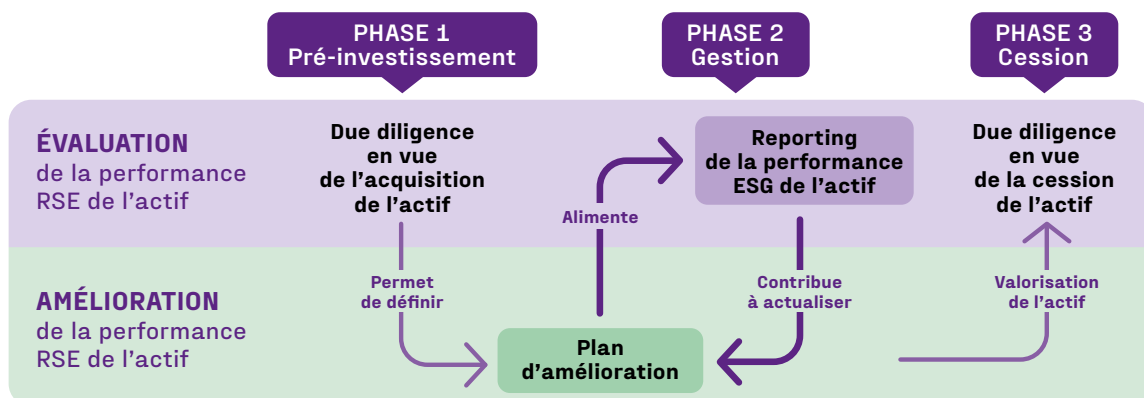 PHASE 1
Pré-investissement
PHASE 2
Gestion
PHASE 3
Cession
ÉVALUATION
de la performance
RSE de l’actif
Due diligence
en vue
de l’acquisition
de l’actif
Reporting
de la performance
ESG de l’actif
Due diligence
en vue
de la cession
de l’actif
Alimente
AMÉLIORATION
de la performance
RSE de l’actif
Permet
de définir
Contribue
à actualiser
Valorisation
de l’actif
Plan
d’amélioration